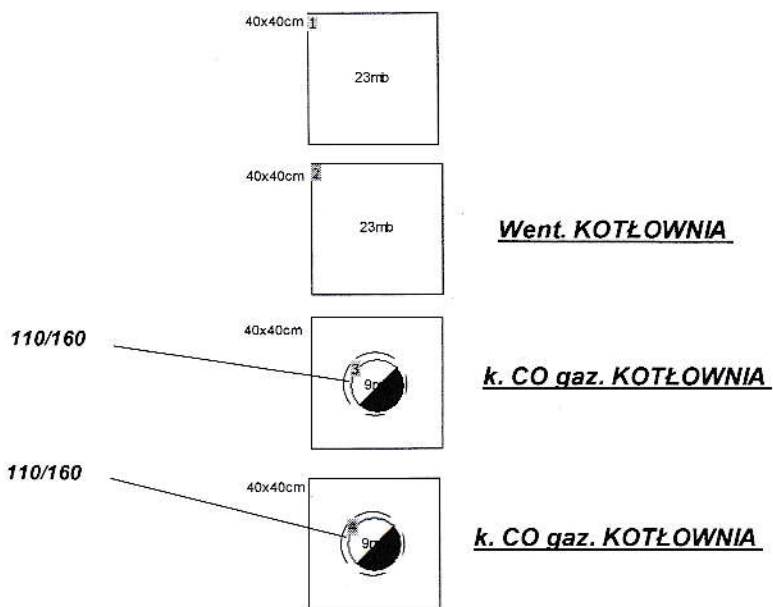 40x40cm 1
23mb
40x40cm 2
23mb
Went. KOTŁOWNIA
40x40cm
110/160
3
k. CO gaz. KOTŁOWNIA
110/160
40x40cm
4
k. CO gaz. KOTŁOWNIA